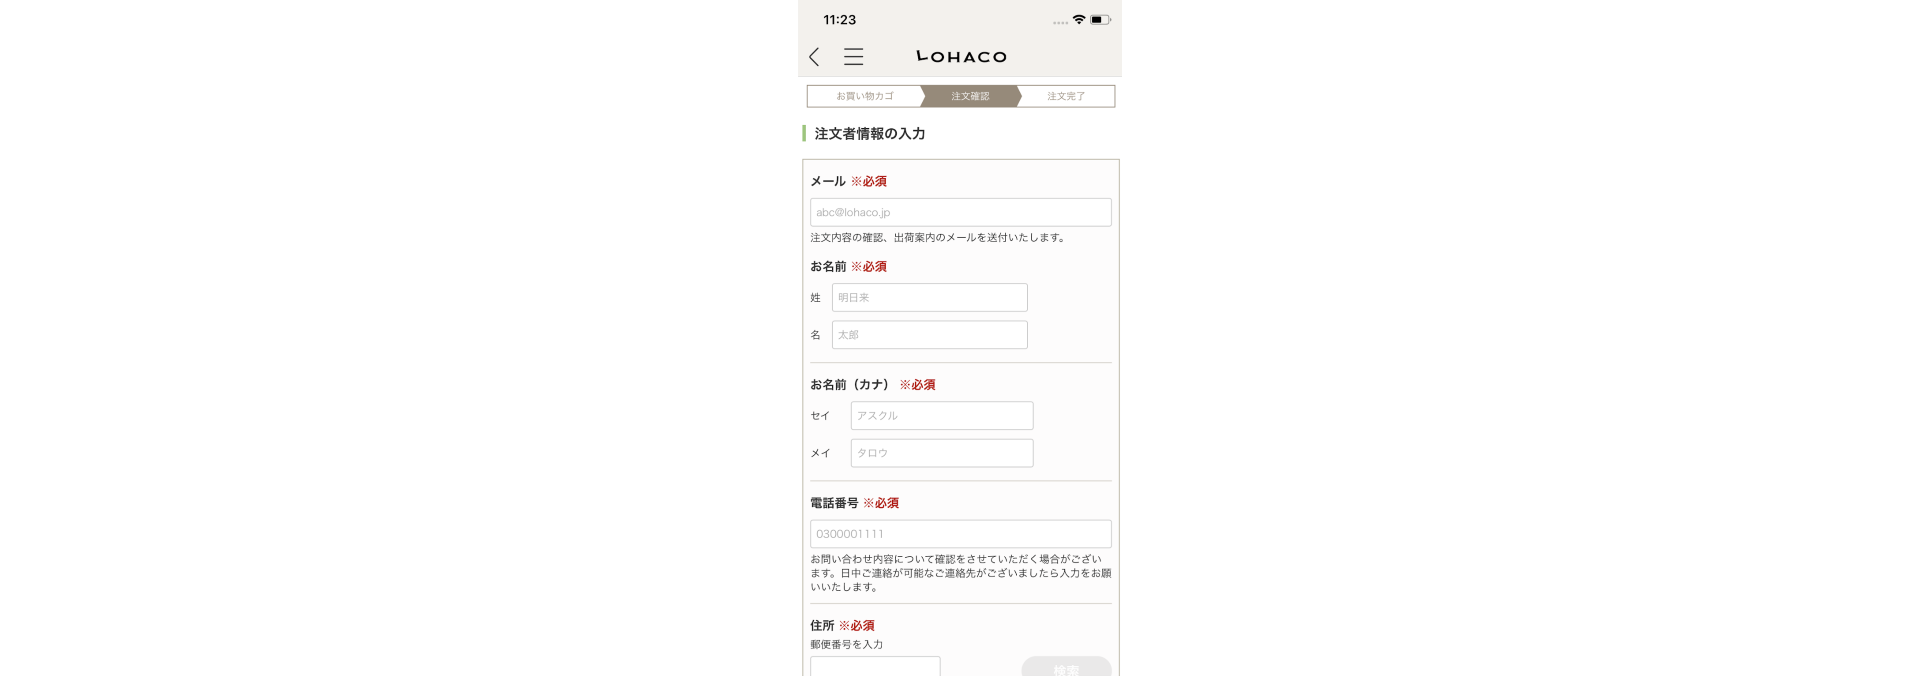 11:23
LOHACO
お買い物カゴ 注文確認 注文完了
注文者情報の入力
メール ※必須
abc@lohaco.jp
注文内容の確認、出荷案内のメールを送付いたします。
お名前 ※必須
姓 明日来
名 太郎
お名前（カナ） ※必須
セイ アスクル
メイ タロウ
電話番号 ※必須
0300001111
お問い合わせ内容について確認をさせていただく場合がござい
ます。日中ご連絡が可能なご連絡先がございましたら入力をお願
いいたします。
住所 ※必須
郵便番号を入力
検索